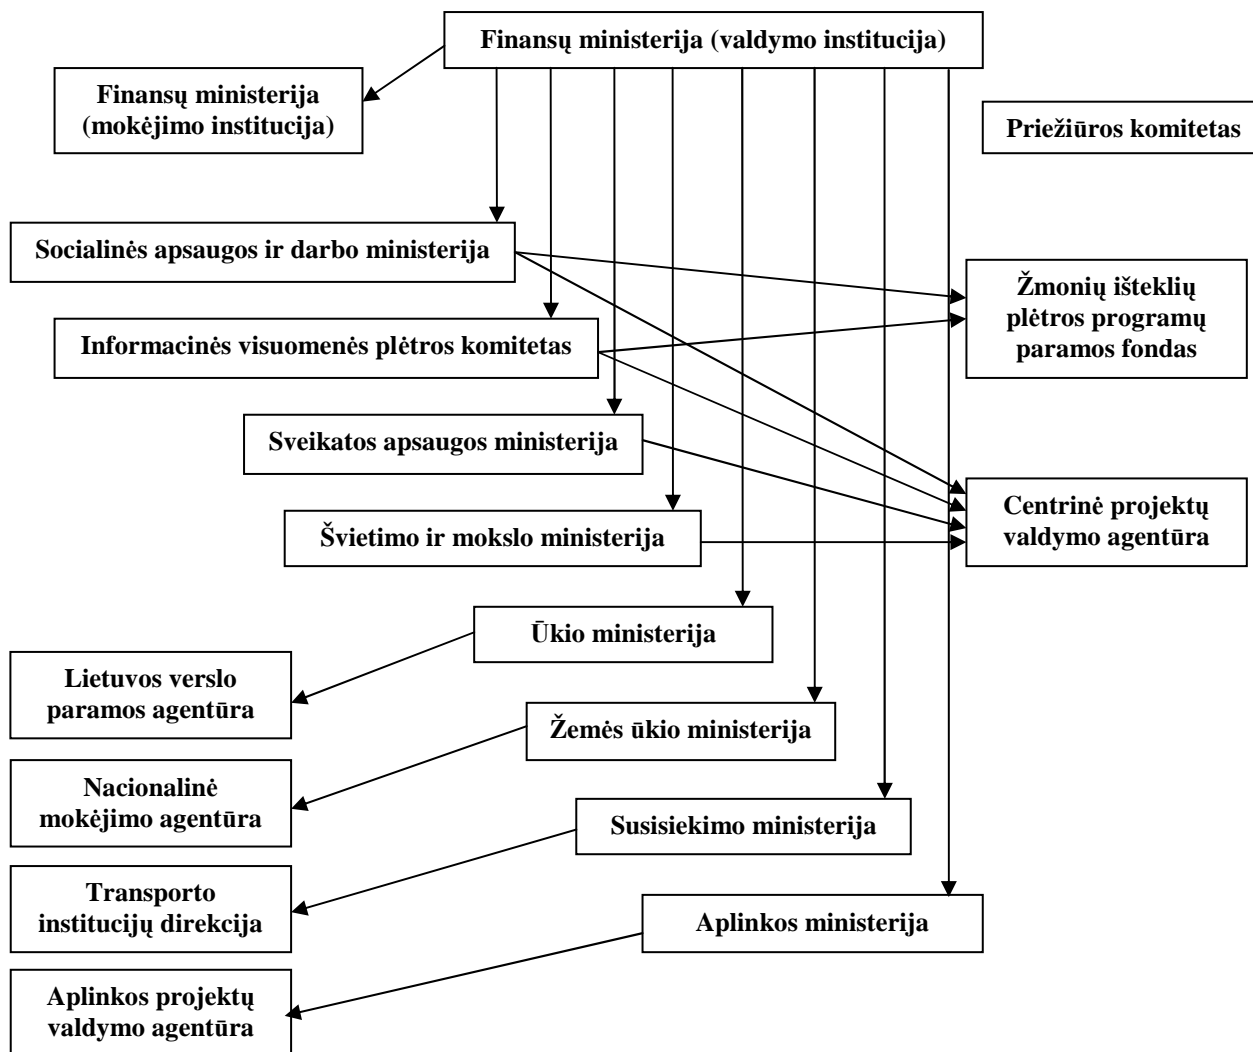 Finansų ministerija (valdymo institucija)
Finansų ministerija
(mokėjimo institucija)
Priežiūros komitetas
Socialinės apsaugos ir darbo ministerija
Žmonių išteklių
plėtros programų
paramos fondas
Informacinės visuomenės plėtros komitetas
Sveikatos apsaugos ministerija
Centrinė projektų
valdymo agentūra
Švietimo ir mokslo ministerija
Ūkio ministerija
Lietuvos verslo
paramos agentūra
Žemės ūkio ministerija
Nacionalinė
mokėjimo agentūra
Susisiekimo ministerija
Transporto
institucijų direkcija
Aplinkos ministerija
Aplinkos projektų
valdymo agentūra